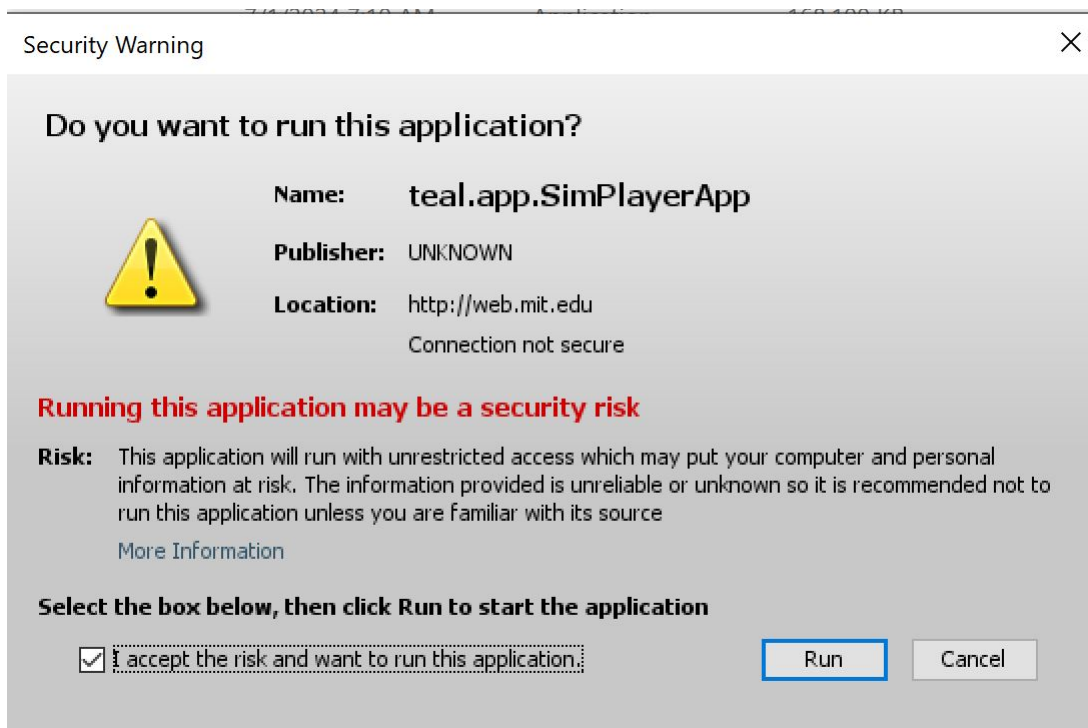 Security Warning
Do you want to run this application?
Name: teal.app.SimPlayerApp
Publisher: UNKNOWN
Location: http://web.mit.edu
Connection not secure
Running this application may be a security risk
Risk: This application will run with unrestricted access which may put your computer and personal
information at risk. The information provided is unreliable or unknown so it is recommended not to
run this application unless you are familiar with its source
More Information
Select the box below, then click Run to start the application
I accept the risk and want to run this application.
Run Cancel